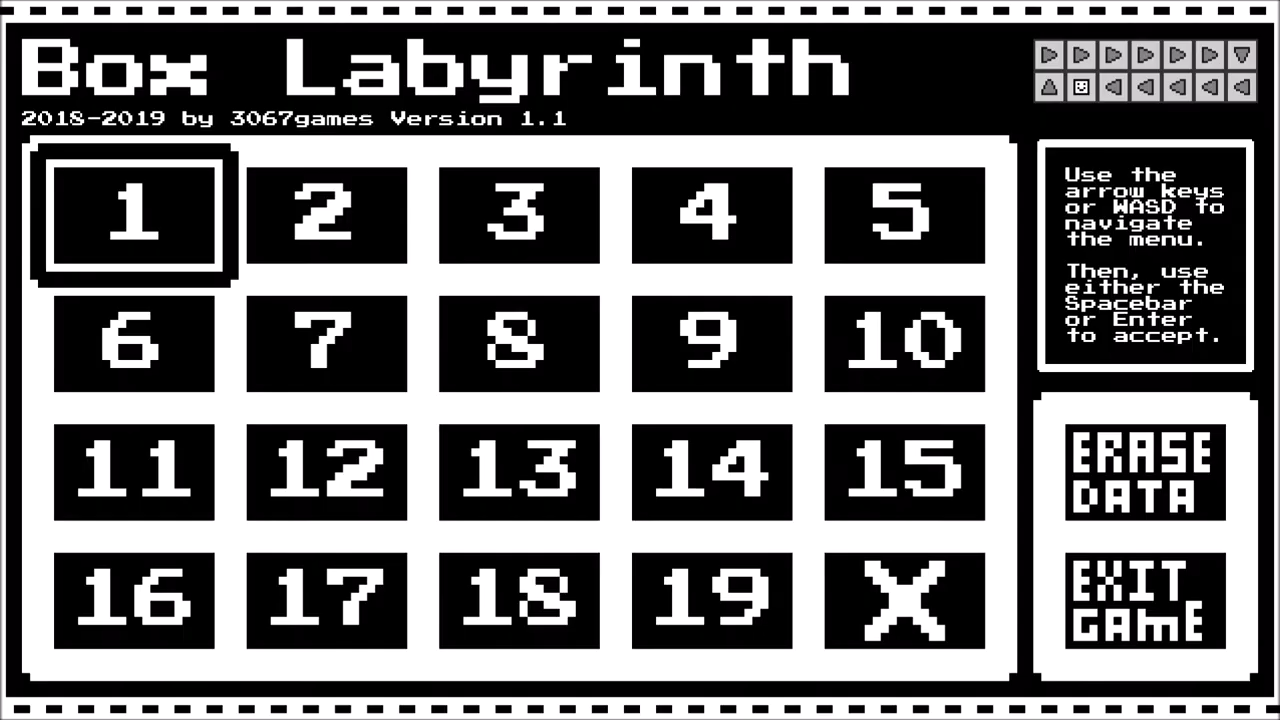 Box Labyrinth
2018-2019 by 3067games Version 1.1
1 2 3 4 5
6 7 8 9 10
11 12 13 14 15
16 17 18 19 X
Use the
arrow keys
or WASD to
navigate
the menu.
Then, use
either the
Spacebar
or Enter
to accept.
ERASE
DATA
EXIT
GAmE